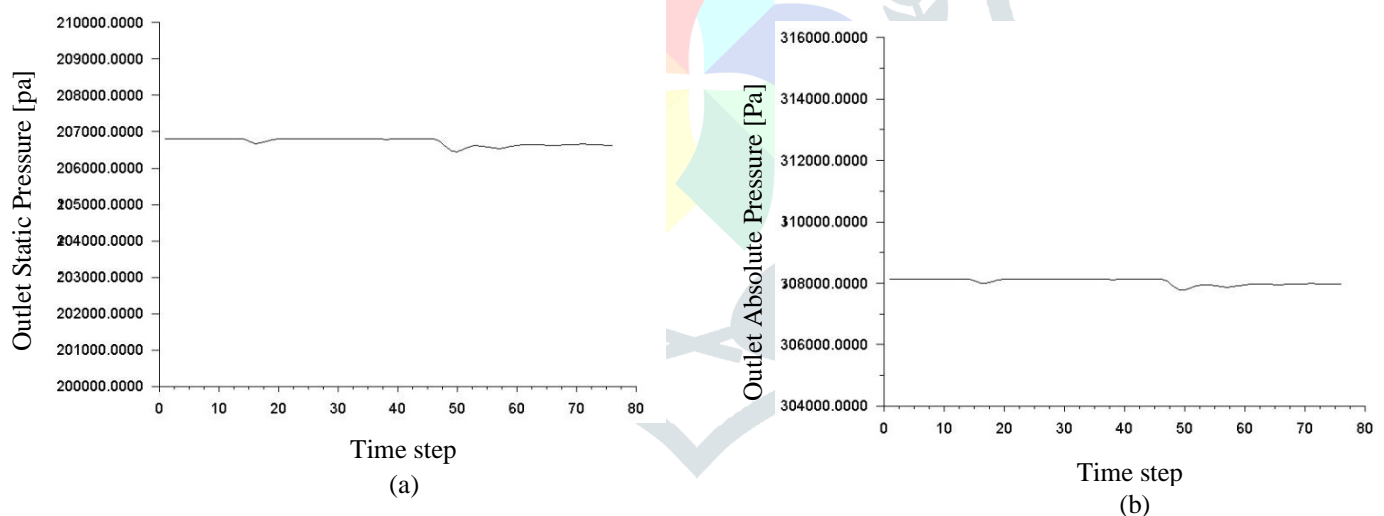 Outlet Static Pressure [pa]
210000.0000
209000.0000
208000.0000
207000.0000
206000.0000
205000.0000
204000.0000
203000.0000
202000.0000
201000.0000
200000.0000
0 10 20 30 40 50 60 70 80
Time step
(a)
Outlet Absolute Pressure [Pa]
316000.0000
314000.0000
312000.0000
310000.0000
308000.0000
306000.0000
304000.0000
0 10 20 30 40 50 60 70 80
Time step
(b)